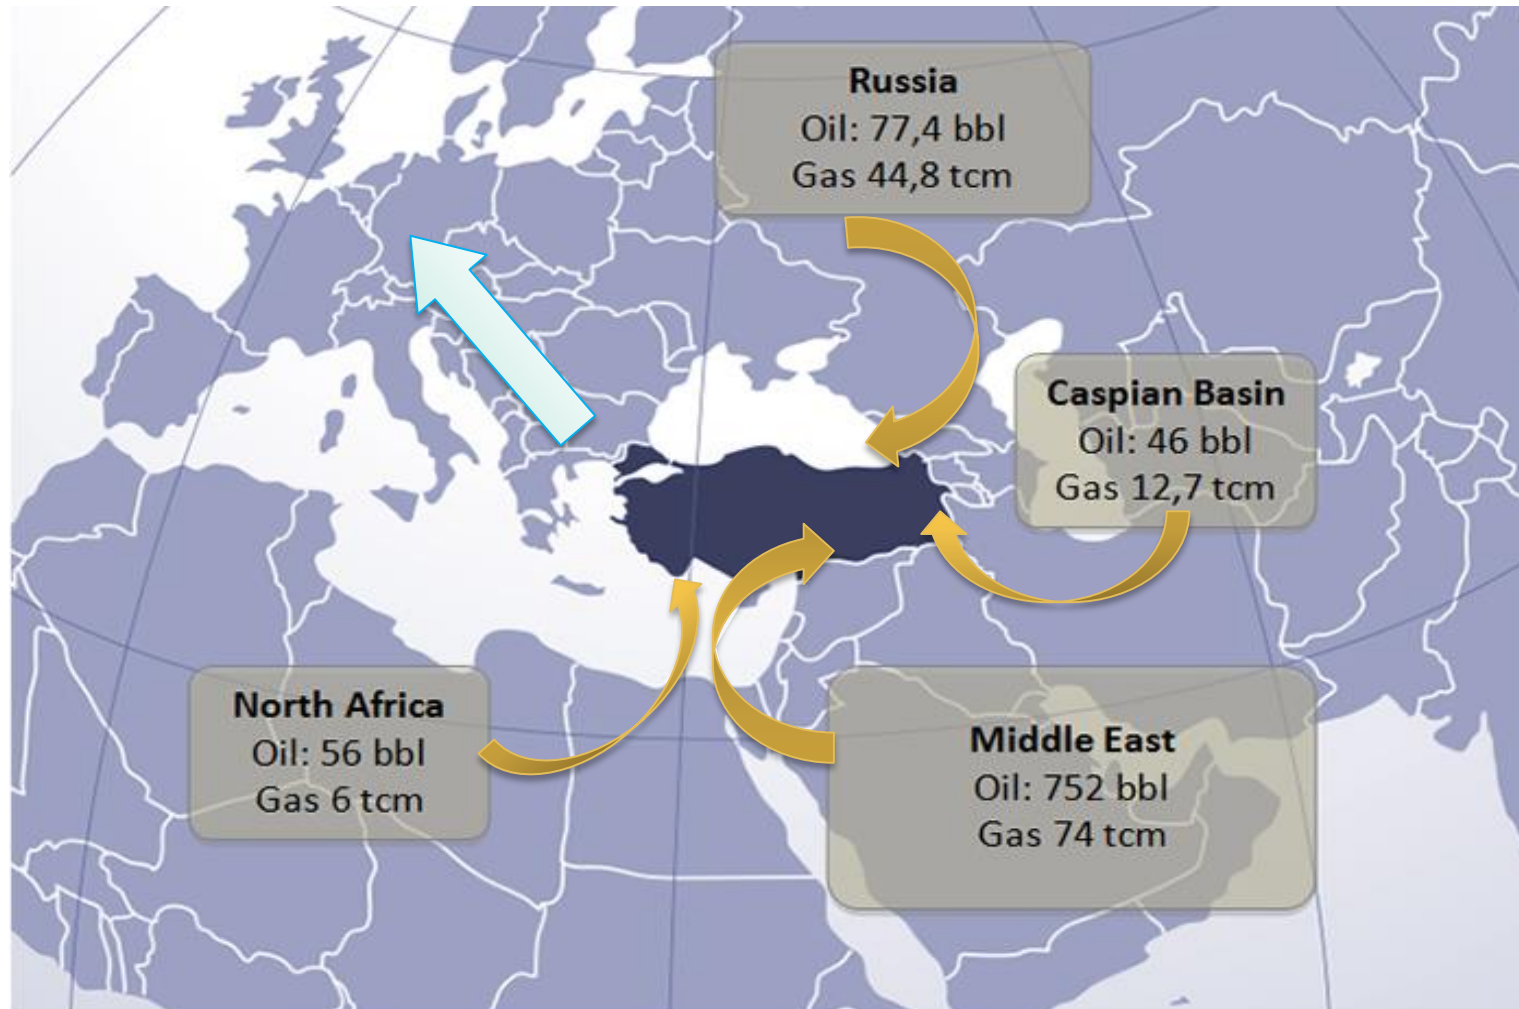 Russia
Oil: 77,4 bbl
Gas 44,8 tcm
Caspian Basin
Oil: 46 bbl
Gas 12,7 tcm
North Africa
Oil: 56 bbl
Gas 6 tcm
Middle East
Oil: 752 bbl
Gas 74 tcm